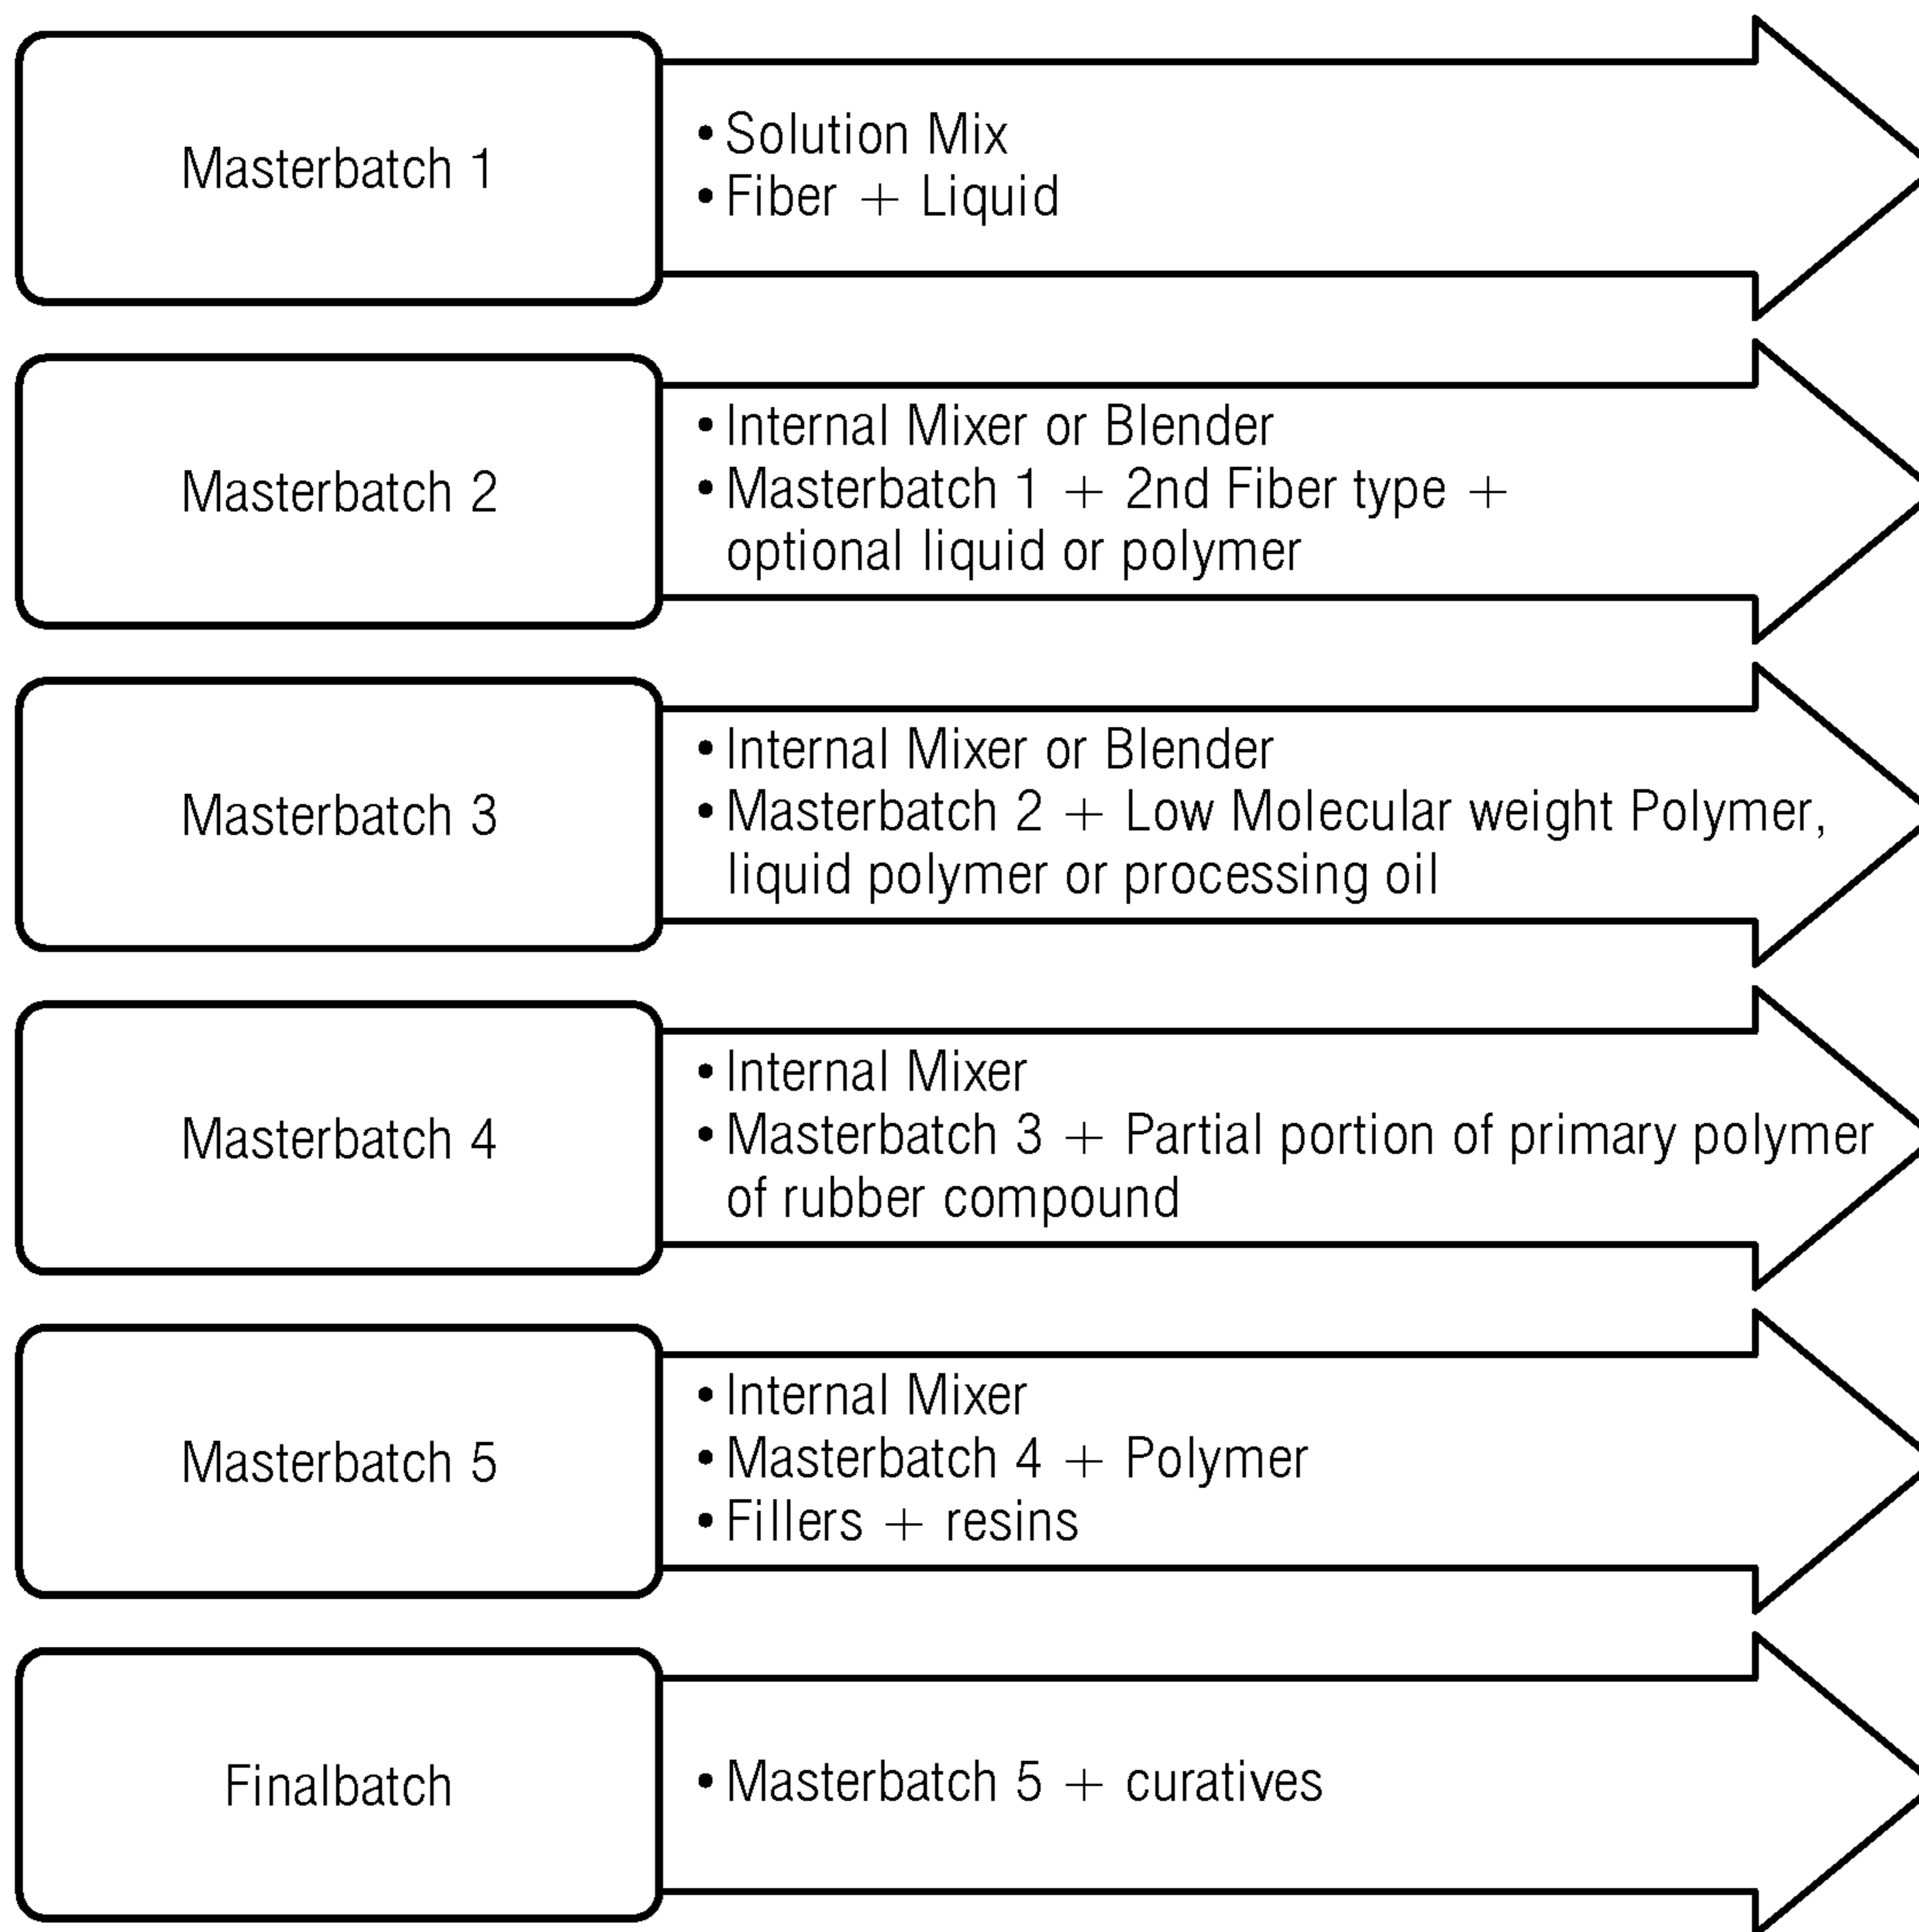 Masterbatch 1
• Solution Mix
• Fiber + Liquid
Masterbatch 2
• Internal Mixer or Blender
• Masterbatch 1 + 2nd Fiber type +
optional liquid or polymer
Masterbatch 3
• Internal Mixer or Blender
• Masterbatch 2 + Low Molecular weight Polymer,
liquid polymer or processing oil
Masterbatch 4
• Internal Mixer
• Masterbatch 3 + Partial portion of primary polymer
of rubber compound
Masterbatch 5
• Internal Mixer
• Masterbatch 4 + Polymer
• Fillers + resins
Finalbatch
• Masterbatch 5 + curatives